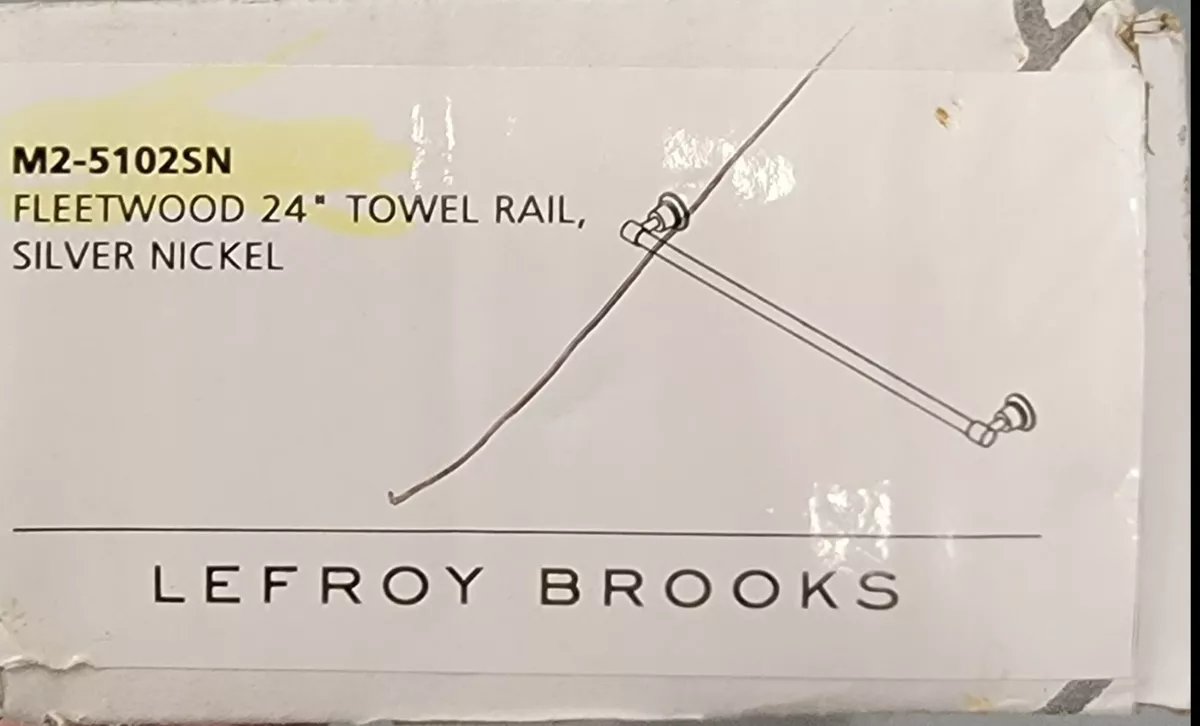 M2-5102SN
FLEETWOOD 24" TOWEL RAIL,
SILVER NICKEL
LEFROY BROOKS